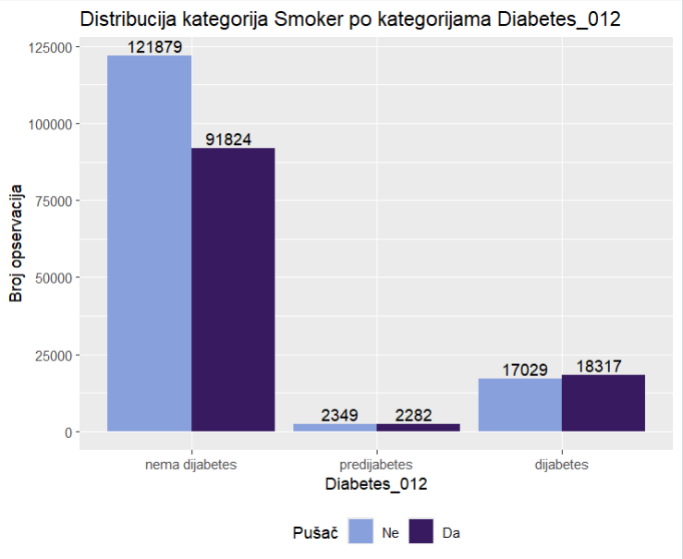 Distribucija kategorija Smoker po kategorijama Diabetes_012
125000
100000
75000
50000
25000
0
Broj opservacija
121879
91824
2349
2282
17029
18317
nema dijabetes
predijabetes
dijabetes
Diabetes_012
Pušač Ne Da